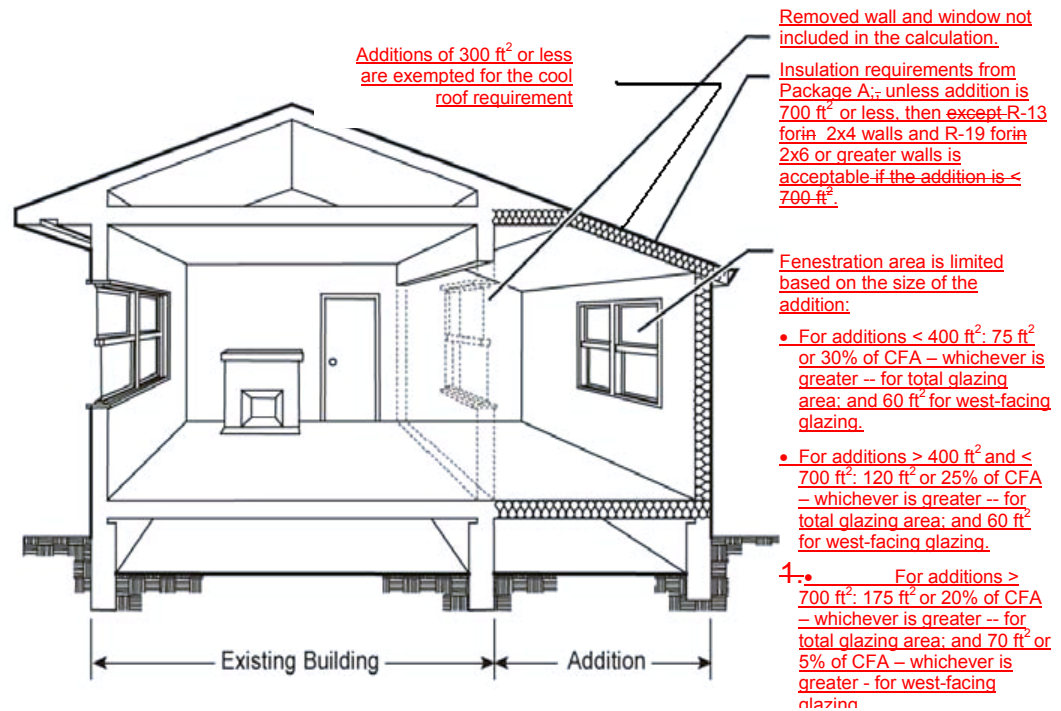 Additions of 300 ft² or less
are exempted for the cool
roof requirement
Removed wall and window not
included in the calculation.
Insulation requirements from
Package A;, unless addition is
700 ft² or less, then except R-13
forin 2x4 walls and R-19 forin
2x6 or greater walls is
acceptable if the addition is <
700 ft².
Fenestration area is limited
based on the size of the
addition:
• For additions < 400 ft²: 75 ft²
or 30% of CFA – whichever is
greater -- for total glazing
area; and 60 ft² for west-facing
glazing.
• For additions > 400 ft² and <
700 ft²: 120 ft² or 25% of CFA
– whichever is greater -- for
total glazing area; and 60 ft²
for west-facing glazing.
1.• For additions >
700 ft²: 175 ft² or 20% of CFA
– whichever is greater -- for
total glazing area; and 70 ft² or
5% of CFA – whichever is
greater - for west-facing
glazing
Existing Building
Addition